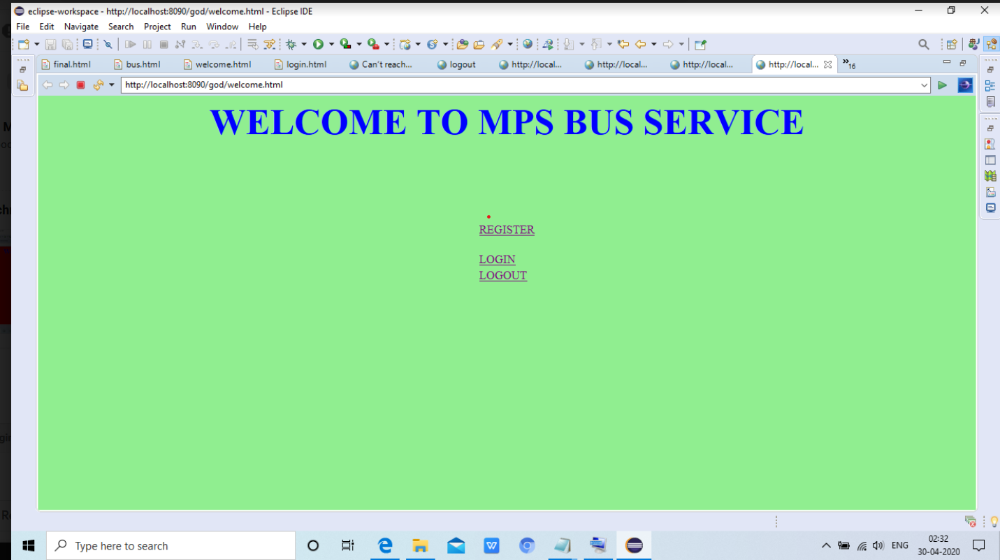 eclipse-workspace - http://localhost:8090/god/welcome.html - Eclipse IDE
File Edit Navigate Search Project Run Window Help
final.html bus.html welcome.html login.html Can't reach... logout http://local... http://local... http://local... http://local... »16
http://localhost:8090/god/welcome.html
WELCOME TO MPS BUS SERVICE
REGISTER
LOGIN
LOGOUT
Type here to search
ENG
02:32
30-04-2020